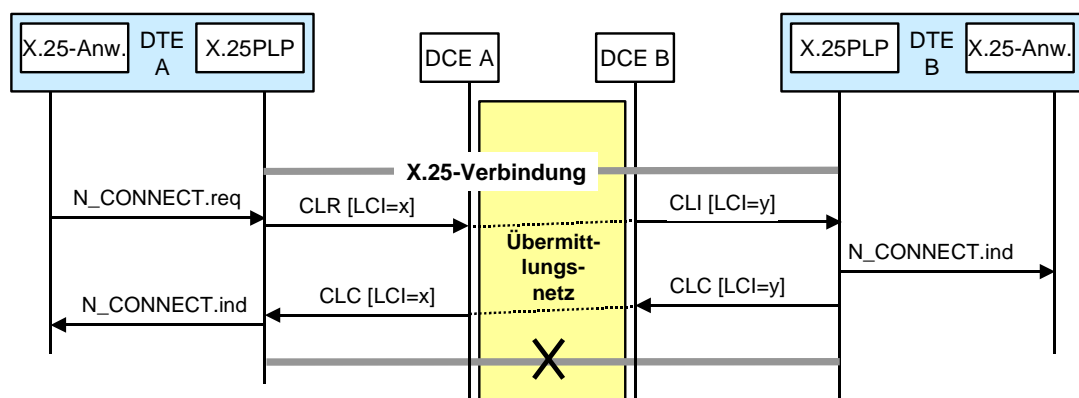 X.25-Anw.
DTE
A
X.25PLP
DCE A
DCE B
X.25PLP
DTE
B
X.25-Anw.
X.25-Verbindung
N_CONNECT.req
CLR [LCI=x]
CLI [LCI=y]
Übermitt-
lungs-
netz
N_CONNECT.ind
N_CONNECT.ind
CLC [LCI=x]
CLC [LCI=y]